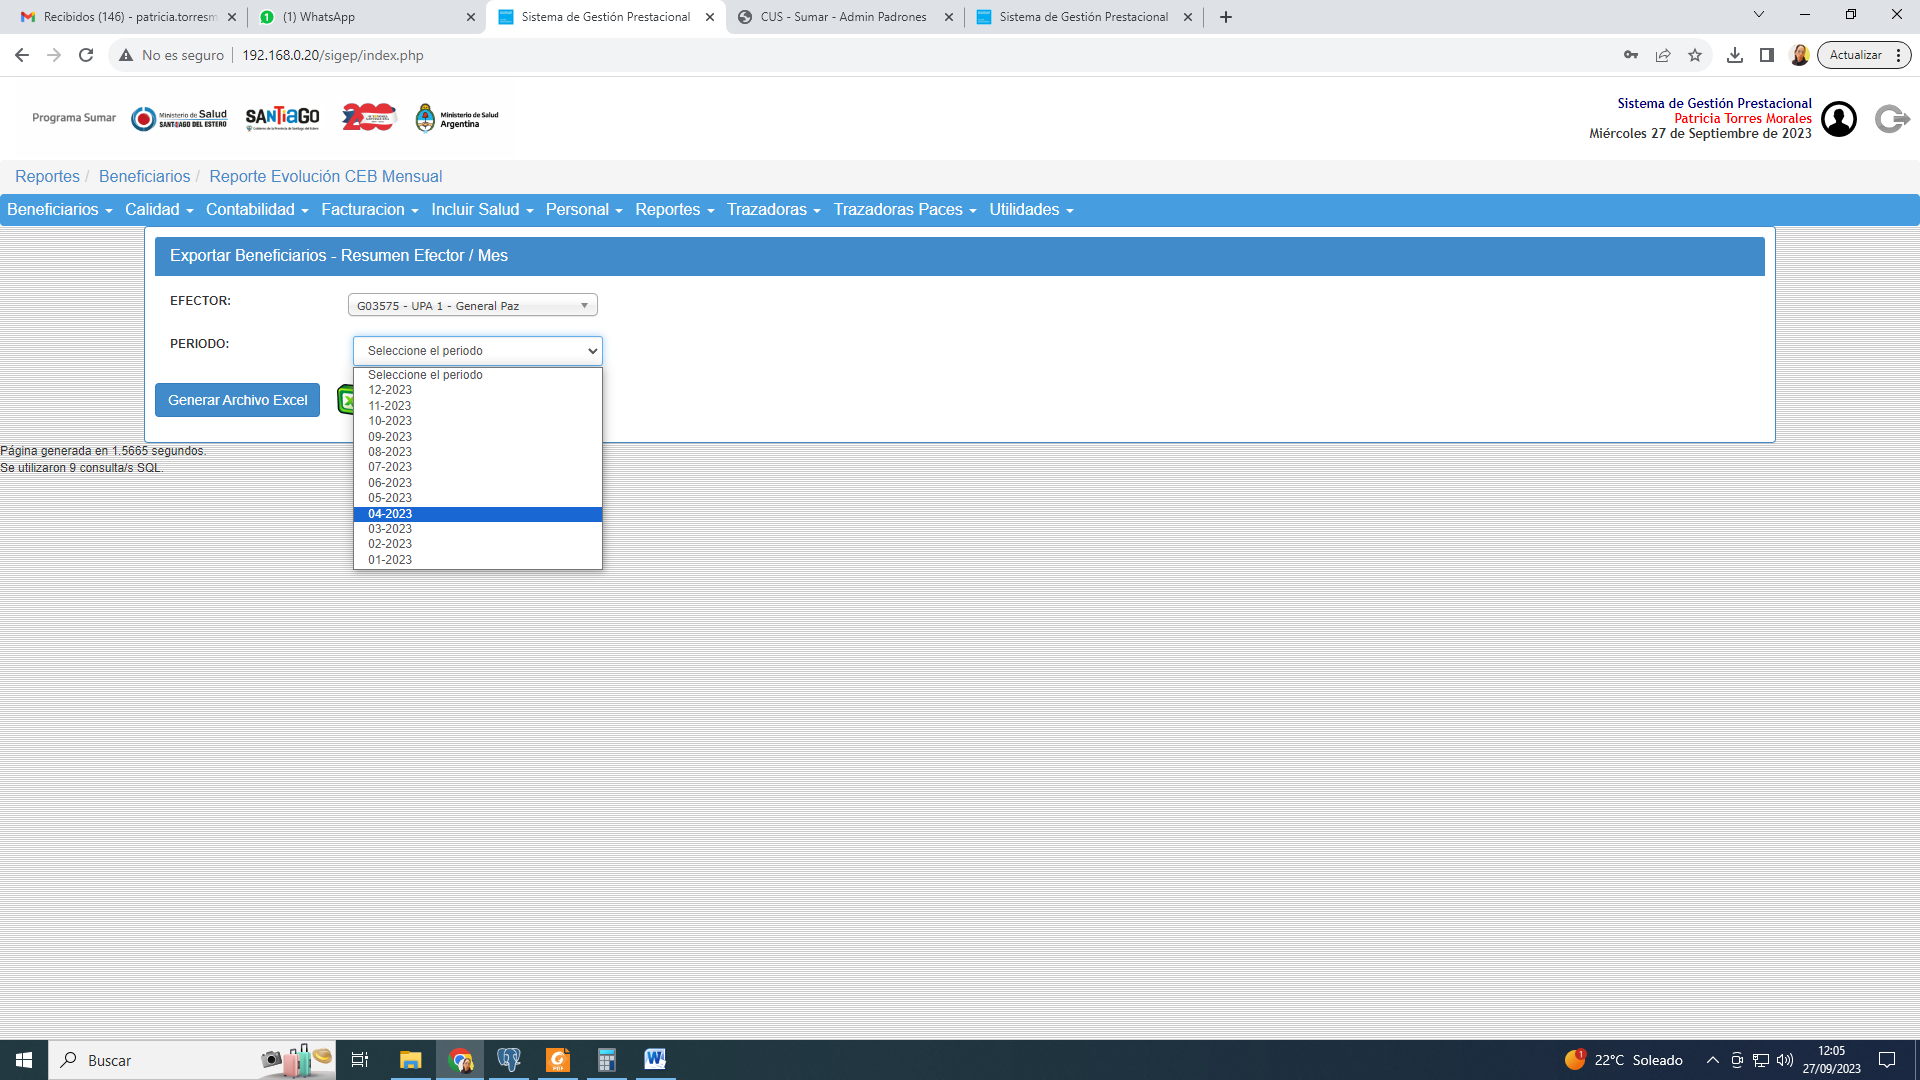 Recibidos (146) - patricia.torresm
(1) WhatsApp
Sistema de Gestión Prestacional
CUS - Sumar - Admin Padrones
Sistema de Gestión Prestacional
No es seguro
192.168.0.20/sigep/index.php
Actualizar
Programa Sumar
Ministerio de Salud
SANTIAGO DEL ESTERO
SANTIAGO
200
Ministerio de Salud
Argentina
Sistema de Gestión Prestacional
Patricia Torres Morales
Miércoles 27 de Septiembre de 2023
Reportes / Beneficiarios / Reporte Evolución CEB Mensual
Beneficiarios Calidad Contabilidad Facturacion Incluir Salud Personal Reportes Trazadoras Trazadoras Paces Utilidades
Exportar Beneficiarios - Resumen Efector / Mes
EFECTOR:
G03575 - UPA 1 - General Paz
PERIODO:
Seleccione el periodo
Seleccione el periodo
12-2023
11-2023
10-2023
09-2023
08-2023
07-2023
06-2023
05-2023
04-2023
03-2023
02-2023
01-2023
Generar Archivo Excel
Página generada en 1.5665 segundos.
Se utilizaron 9 consulta/s SQL.
Buscar
1
22°C Soleado
12:05
27/09/2023